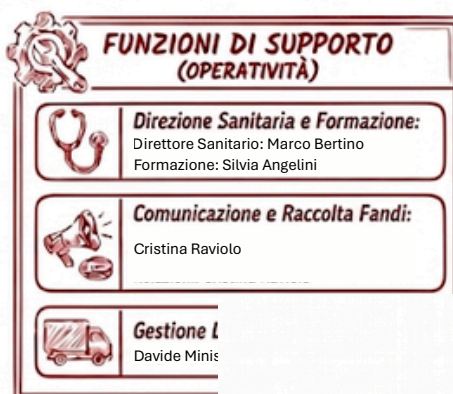 FUNZIONI DI SUPPORTO
(OPERATIVITÀ)
Direzione Sanitaria e Formazione:
Direttore Sanitario: Marco Bertino
Formazione: Silvia Angelini
Comunicazione e Raccolta Fandi:
Cristina Raviolo
Gestione
Davide Minis